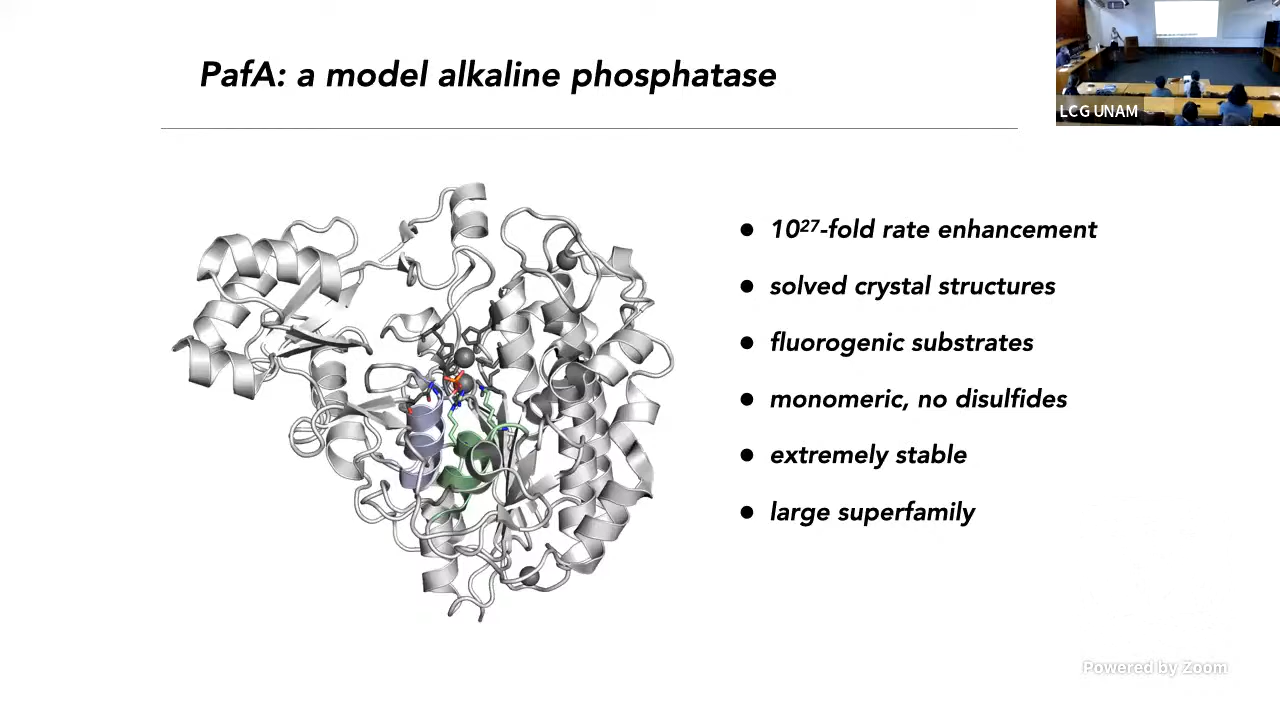 PafA: a model alkaline phosphatase
LCG UNAM
● 10²⁷-fold rate enhancement
● solved crystal structures
● fluorogenic substrates
● monomeric, no disulfides
● extremely stable
● large superfamily
Powered by Zoom